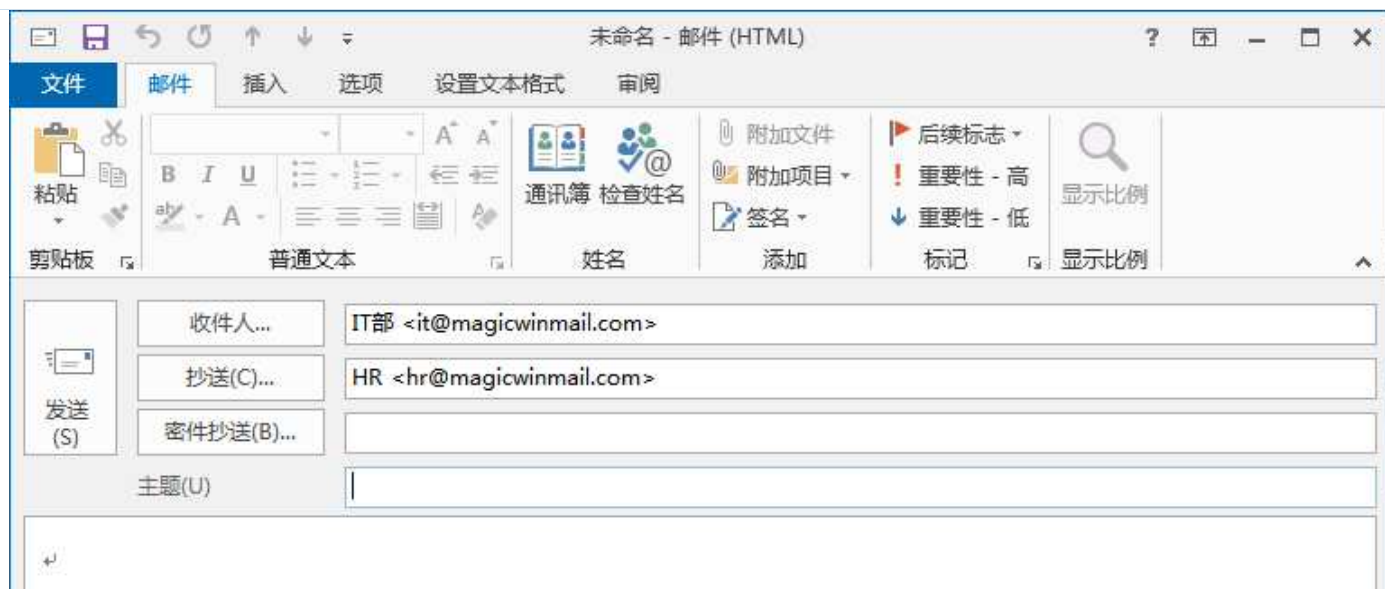 未命名 - 邮件 (HTML)
?
文件 邮件 插入 选项 设置文本格式 审阅
粘贴
剪贴板
B I U
aby A
A A
普通文本
通讯簿 检查姓名
姓名
附加文件
附加项目
签名
添加
后续标志
! 重要性 - 高
重要性 - 低
标记
显示比例
显示比例
发送
(S)
收件人... IT部 <it@magicwinmail.com>
抄送(C)... HR <hr@magicwinmail.com>
密件抄送(B)...
主题(U)